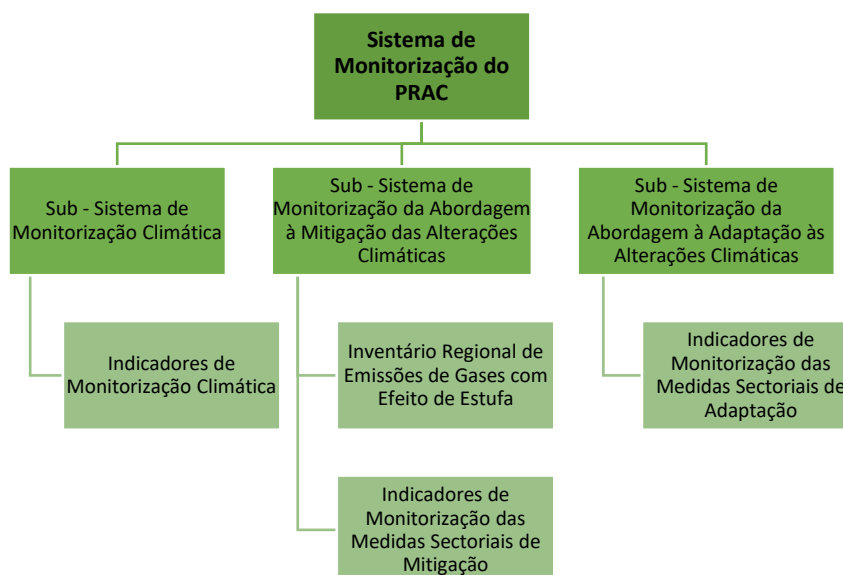 Sistema de
Monitorização do
PRAC
Sub - Sistema de
Monitorização Climática
Sub - Sistema de
Monitorização da Abordagem
à Mitigação das Alterações
Climáticas
Sub - Sistema de
Monitorização da
Abordagem à Adaptação às
Alterações Climáticas
Indicadores de
Monitorização Climática
Inventário Regional de
Emissões de Gases com
Efeito de Estufa
Indicadores de
Monitorização das
Medidas Sectoriais de
Adaptação
Indicadores de
Monitorização das
Medidas Sectoriais de
Mitigação